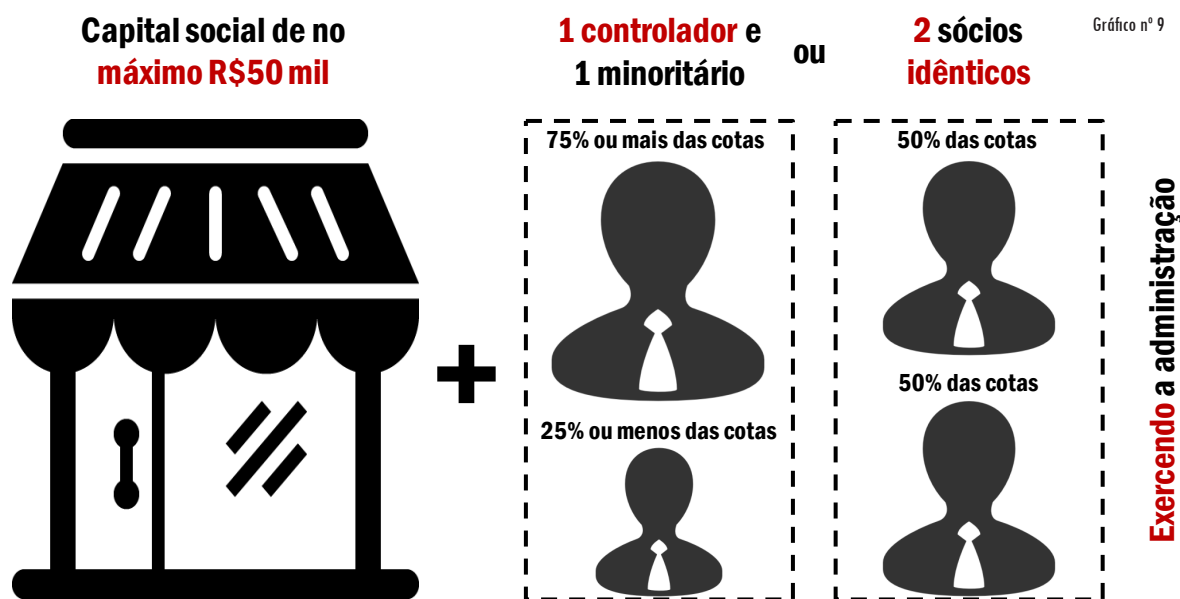 Capital social de no
máximo R$50 mil
1 controlador e
1 minoritário
ou
2 sócios
idênticos
Gráfico nº 9
75% ou mais das cotas
25% ou menos das cotas
50% das cotas
50% das cotas
Exercendo a administração